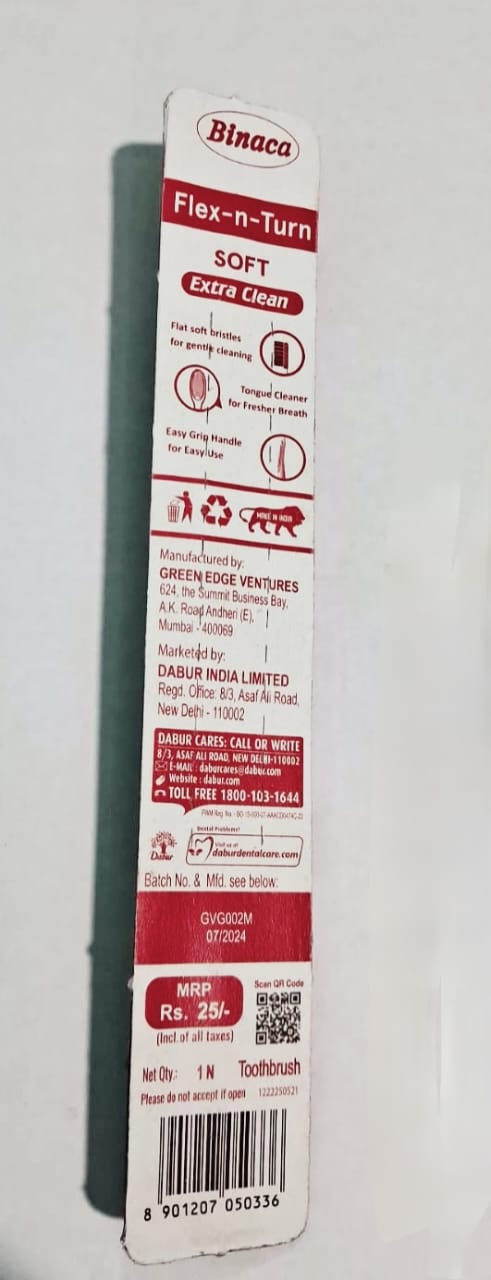 Binaca
Flex-n-Turn
SOFT
Extra Clean
Flat soft bristles
for gentle cleaning
Tongue Cleaner
for Fresher Breath
Easy Grip Handle
for Easy Use
MAKE IN INDIA
Manufactured by:
GREEN EDGE VENTURES
624, the Summit Business Bay,
A.K. Road Andheri (E),
Mumbai - 400069
Marketed by:
DABUR INDIA LIMITED
Regd. Office: 8/3, Asaf Ali Road,
New Delhi - 110002
DABUR CARES: CALL OR WRITE
8/3, ASAF ALI ROAD, NEW DELHI-110002
E-MAIL : daburcares@dabur.com
Website : dabur.com
TOLL FREE 1800-103-1644
PWM Reg. No. -
Dental Problems?
Visit us at
daburdentalcare.com
Dabur
Batch No. & Mfd. see below:
GVG002M
07/2024
MRP
Rs. 25/-
(Incl. of all taxes)
Scan QR Code
Net Qty.: 1 N Toothbrush
Please do not accept if open 1222250521
8 901207 050336